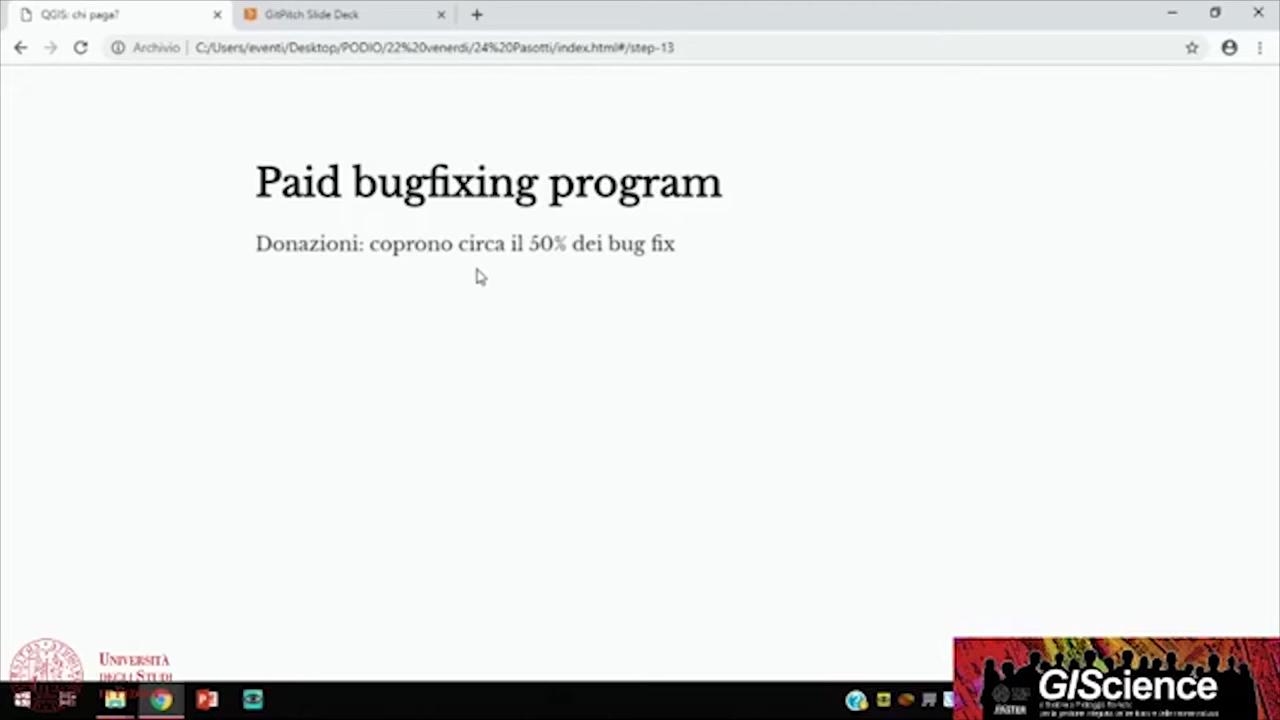 QGIS: chi paga?
GitPitch Slide Deck
Archivio
C:/Users/eventi/Desktop/PODIO/22%20venerdi/24%20Pasotti/index.html#/step-13
Paid bugfixing program
Donazioni: coprono circa il 50% dei bug fix
UNIVERSITÀ
DEGLI STUDI
GIScience